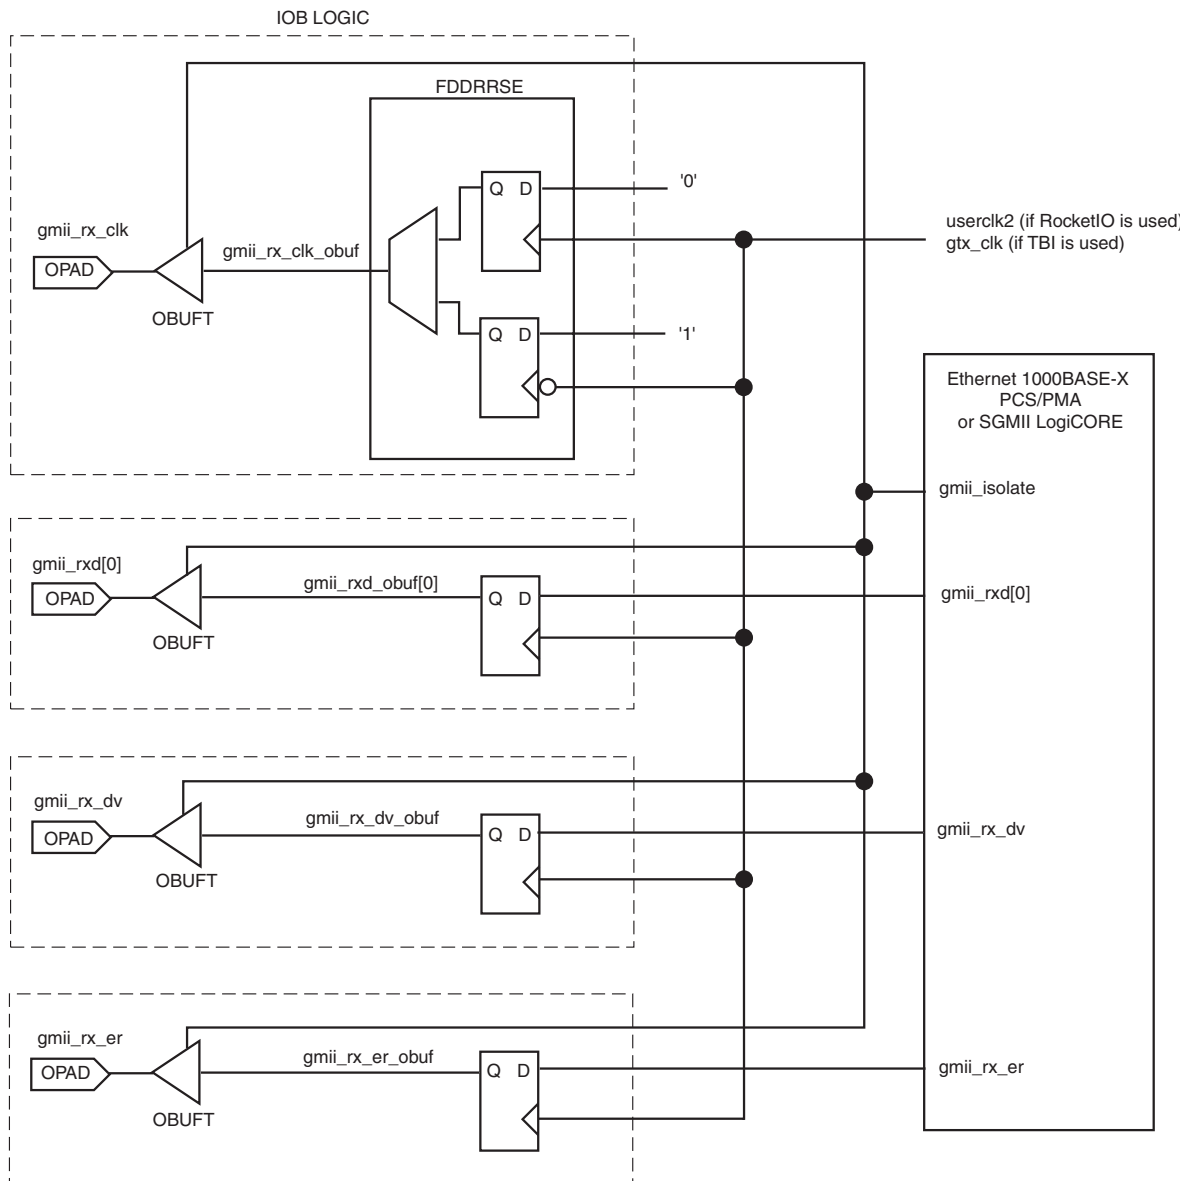 IOB LOGIC
FDDRRSE
Q D
'0'
gmii_rx_clk
OPAD
gmii_rx_clk_obuf
OBUFT
userclk2 (if RocketIO is used)
gtx_clk (if TBI is used)
Q D
'1'
Ethernet 1000BASE-X
PCS/PMA
or SGMII LogiCORE
gmii_isolate
gmii_rxd[0]
OPAD
gmii_rxd_obuf[0]
OBUFT
Q D
gmii_rxd[0]
gmii_rx_dv
OPAD
gmii_rx_dv_obuf
OBUFT
Q D
gmii_rx_dv
gmii_rx_er
OPAD
gmii_rx_er_obuf
OBUFT
Q D
gmii_rx_er